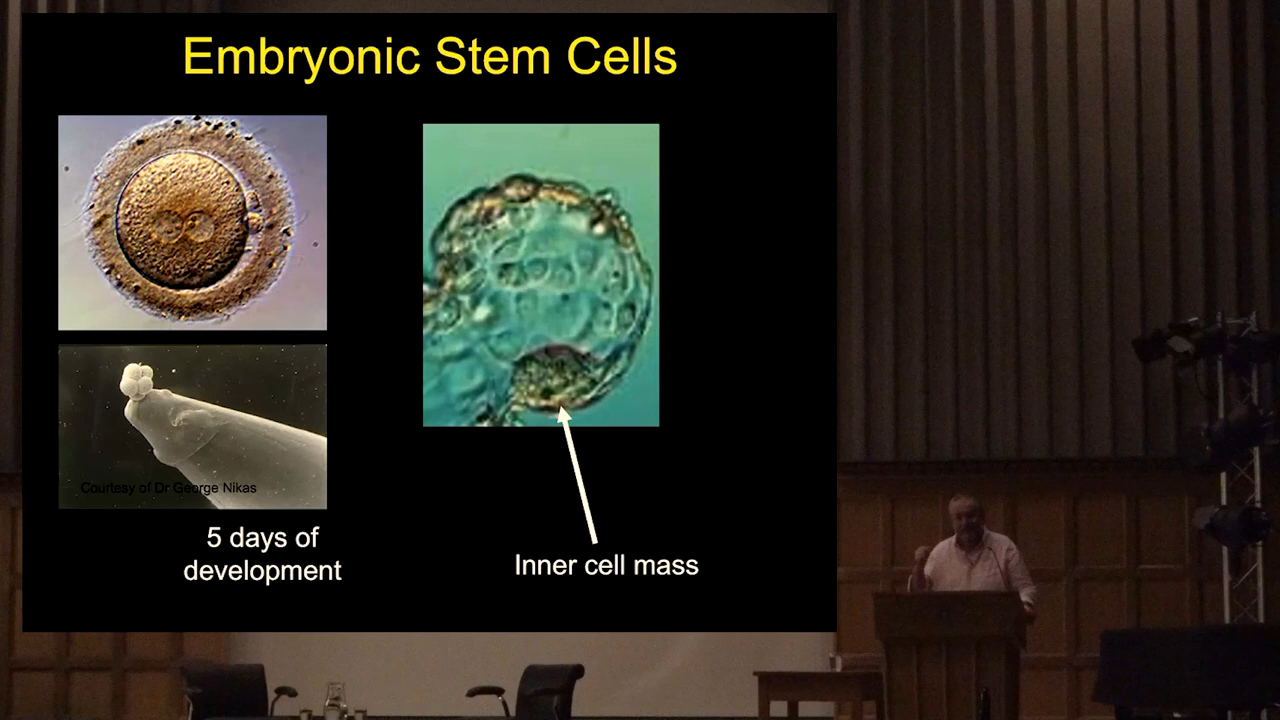 Embryonic Stem Cells
Courtesy of Dr George Nikas
5 days of
development
Inner cell mass